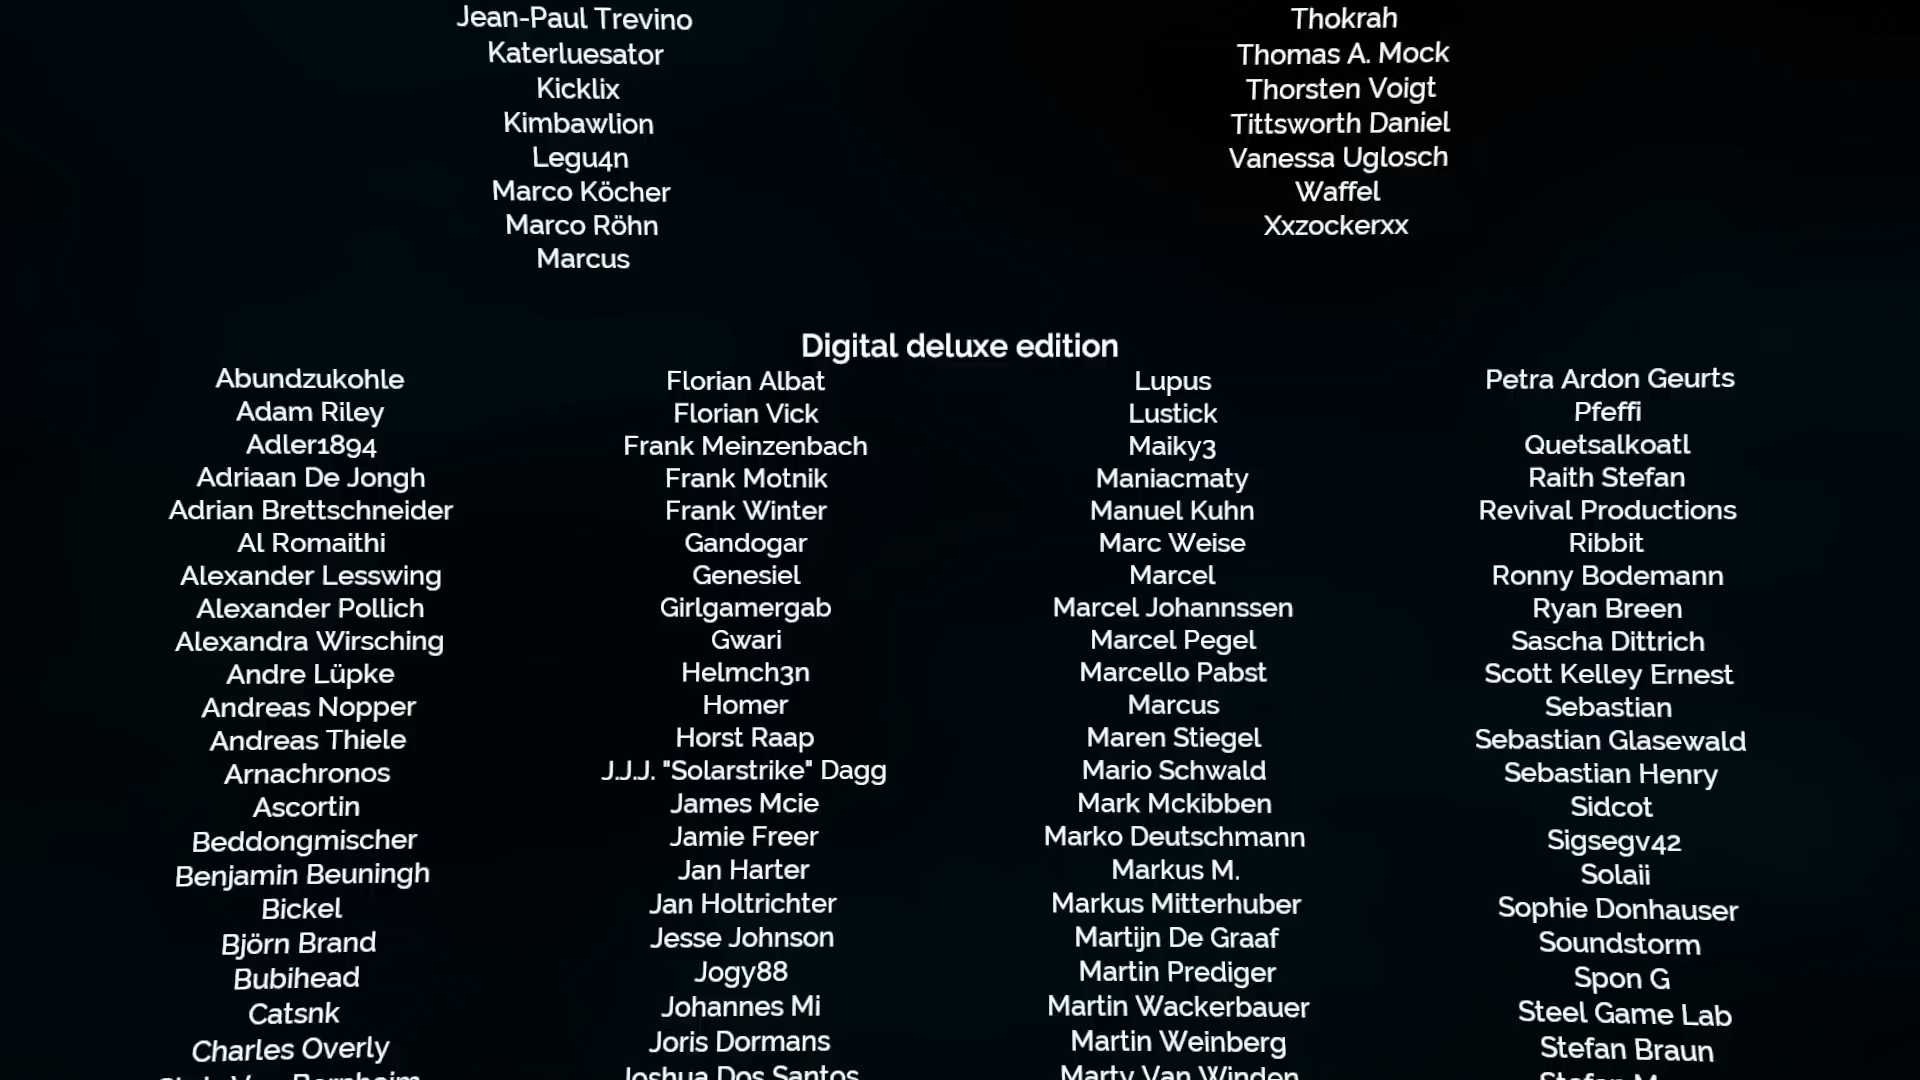 Jean-Paul Trevino
Katerluesator
Kicklix
Kimbawlion
Legu4n
Marco Köcher
Marco Röhn
Marcus
Thokrah
Thomas A. Mock
Thorsten Voigt
Tittsworth Daniel
Vanessa Uglosch
Waffel
Xxzockerxx
Digital deluxe edition
Abundzukohle
Adam Riley
Adler1894
Adriaan De Jongh
Adrian Brettschneider
Al Romaithi
Alexander Lesswing
Alexander Pollich
Alexandra Wirsching
Andre Lüpke
Andreas Nopper
Andreas Thiele
Arnachronos
Ascortin
Beddongmischer
Benjamin Beuningh
Bickel
Björn Brand
Bubihead
Catsnk
Charles Overly
Florian Albat
Florian Vick
Frank Meinzenbach
Frank Motnik
Frank Winter
Gandogar
Genesiel
Girlgamergab
Gwari
Helmch3n
Homer
Horst Raap
J.J.J. "Solarstrike" Dagg
James Mcie
Jamie Freer
Jan Harter
Jan Holtrichter
Jesse Johnson
Jogy88
Johannes Mi
Joris Dormans
Joshua Dos Santos
Lupus
Lustick
Maiky3
Maniacmaty
Manuel Kuhn
Marc Weise
Marcel
Marcel Johannssen
Marcel Pegel
Marcello Pabst
Marcus
Maren Stiegel
Mario Schwald
Mark Mckibben
Marko Deutschmann
Markus M.
Markus Mitterhuber
Martijn De Graaf
Martin Prediger
Martin Wackerbauer
Martin Weinberg
Marty Van Winden
Petra Ardon Geurts
Pfeffi
Quetsalkoatl
Raith Stefan
Revival Productions
Ribbit
Ronny Bodemann
Ryan Breen
Sascha Dittrich
Scott Kelley Ernest
Sebastian
Sebastian Glasewald
Sebastian Henry
Sidcot
Sigsegv42
Solaii
Sophie Donhauser
Soundstorm
Spon G
Steel Game Lab
Stefan Braun